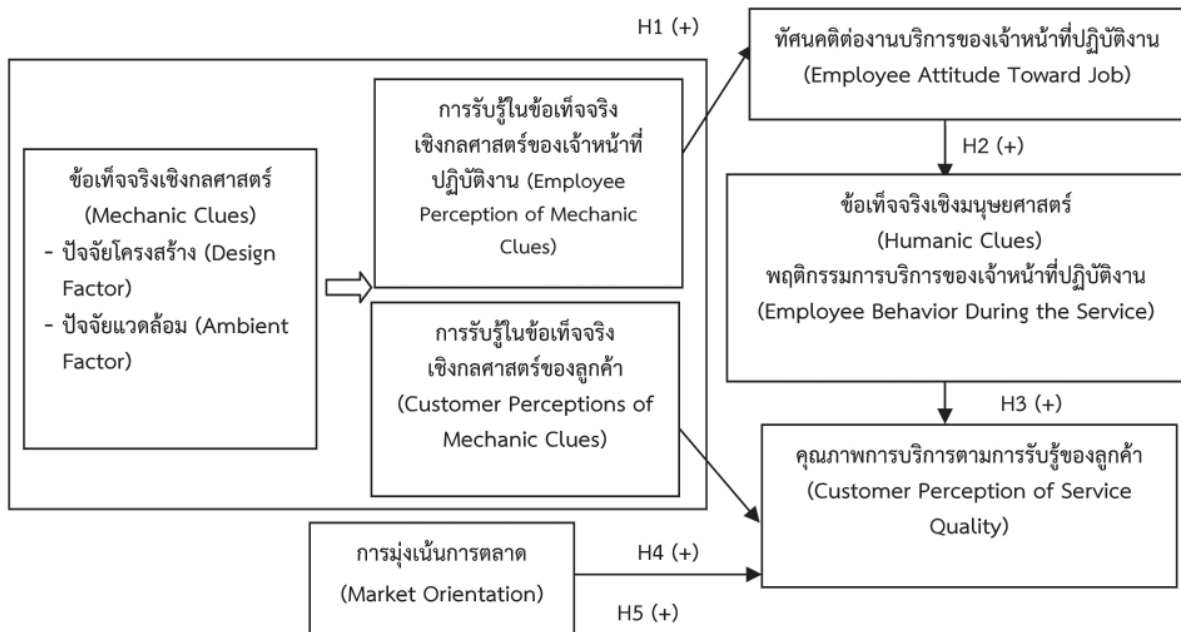 H1 (+)
ทัศนคติต่องานบริการของเจ้าหน้าที่ปฏิบัติงาน
(Employee Attitude Toward Job)
การรับรู้ในข้อเท็จจริง
เชิงกลศาสตร์ของเจ้าหน้าที่
ปฏิบัติงาน (Employee
Perception of Mechanic
Clues)
H2 (+)
ข้อเท็จจริงเชิงกลศาสตร์
(Mechanic Clues)
- ปัจจัยโครงสร้าง (Design
Factor)
- ปัจจัยแวดล้อม (Ambient
Factor)
ข้อเท็จจริงเชิงมนุษยศาสตร์
(Humanic Clues)
พฤติกรรมการบริการของเจ้าหน้าที่ปฏิบัติงาน
(Employee Behavior During the Service)
การรับรู้ในข้อเท็จจริง
เชิงกลศาสตร์ของลูกค้า
(Customer Perceptions of
Mechanic Clues)
H3 (+)
คุณภาพการบริการตามการรับรู้ของลูกค้า
(Customer Perception of Service
Quality)
การมุ่งเน้นการตลาด
(Market Orientation)
H4 (+)
H5 (+)